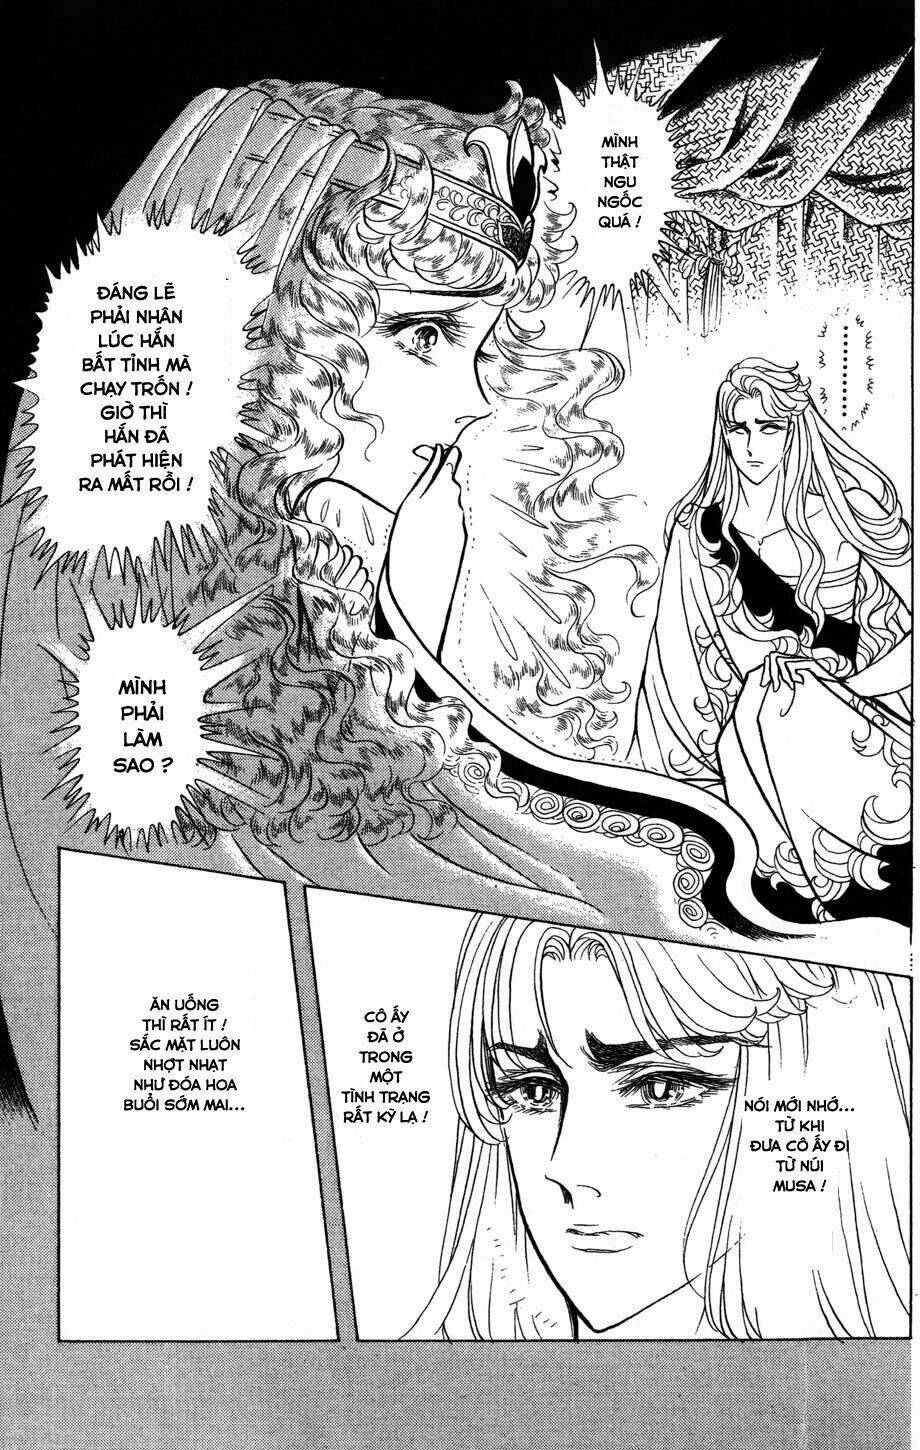 MÌNH
THẬT
NGU
NGỐC
QUÁ !
ĐÁNG LẼ
PHẢI NHÂN
LÚC HẮN
BẤT TỈNH MÀ
CHẠY TRỐN !
GIỜ THÌ
HẮN ĐÃ
PHÁT HIỆN
RA MẤT RỒI !
MÌNH
PHẢI
LÀM
SAO ?
NÓI MỚI NHỚ...
TỪ KHI
ĐƯA CÔ ẤY ĐI
TỪ NÚI
MUSA !
CÔ ẤY
ĐÃ Ở
TRONG
MỘT
TÌNH TRẠNG
RẤT KỲ LẠ !
ĂN UỐNG
THÌ RẤT ÍT !
SẮC MẶT LUÔN
NHỢT NHẠT
NHƯ ĐÓA HOA
BUỔI SỚM MAI...